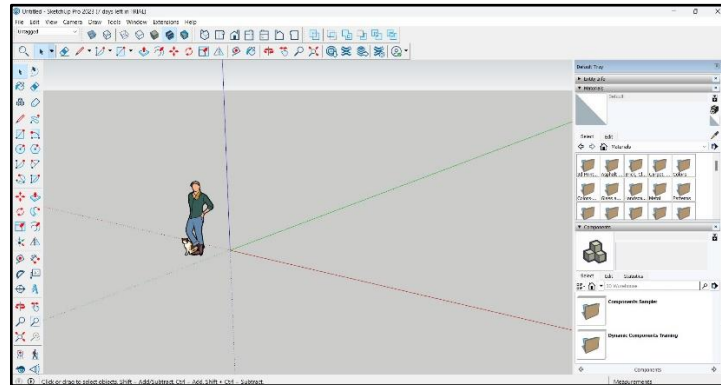 Untitled - SketchUp Pro 2023 (7 days left in TRIAL)
File Edit View Camera Draw Tools Window Extensions Help
Untagged
Default Tray
Entity Info
Materials
Default
Select Edit
Materials
Asphalt
Colors
Colors-
Metal
Patterns
Components
Select Edit Statistics
3D Warehouse
Components Sampler
Dynamic Components Training
Components
Click or drag to select objects. Shift = Add/Subtract. Ctrl = Add. Shift + Ctrl = Subtract.
Measurements